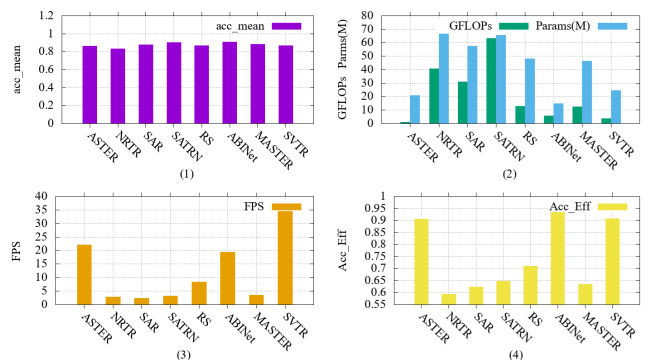 1.2
1
0.8
0.6
0.4
0.2
0
acc_mean
acc_mean
ASTER
NRTR
SAR
SATRN
RS
ABINet
MASTER
SVTR
(1)
80
70
60
50
40
30
20
10
0
GFLOPs Parms(M)
GFLOPs
Params(M)
ASTER
NRTR
SAR
SATRN
RS
ABINet
MASTER
SVTR
(2)
40
35
30
25
20
15
10
5
0
FPS
FPS
ASTER
NRTR
SAR
SATRN
RS
ABINet
MASTER
SVTR
(3)
1
0.95
0.9
0.85
0.8
0.75
0.7
0.65
0.6
0.55
Acc_Eff
Acc_Eff
ASTER
NRTR
SAR
SATRN
RS
ABINet
MASTER
SVTR
(4)